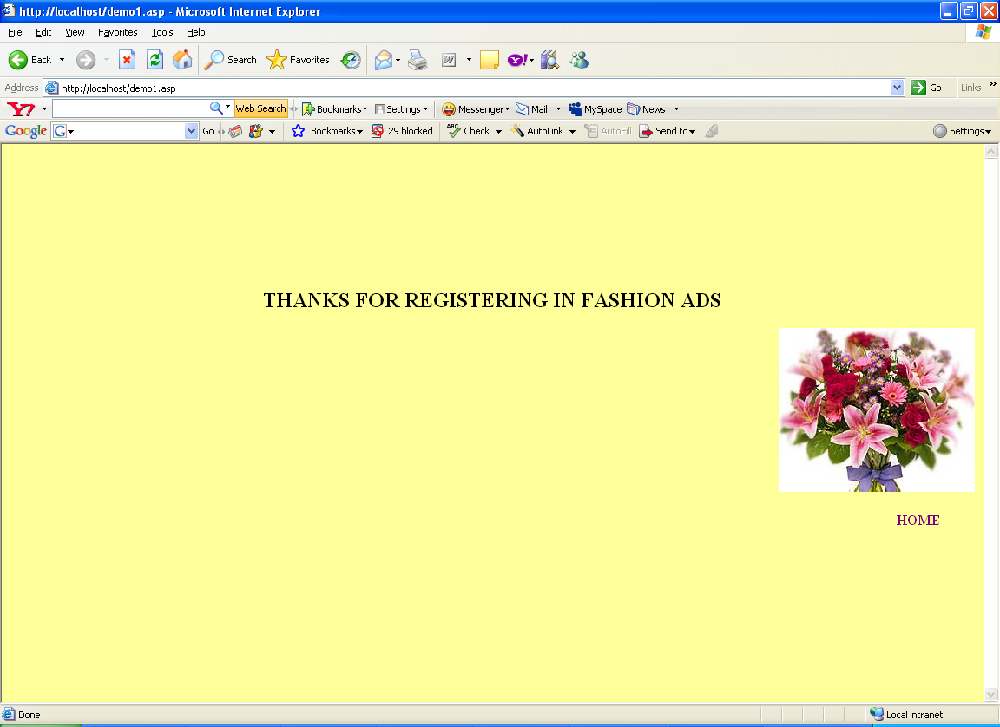 http://localhost/demo1.asp - Microsoft Internet Explorer
File Edit View Favorites Tools Help
Back Search Favorites W Y!
Address http://localhost/demo1.asp Go Links »
Y! Web Search Bookmarks Settings Messenger Mail MySpace News
Google G Go Bookmarks 29 blocked ABC Check AutoLink AutoFill Send to Settings
THANKS FOR REGISTERING IN FASHION ADS
HOME
Done Local intranet